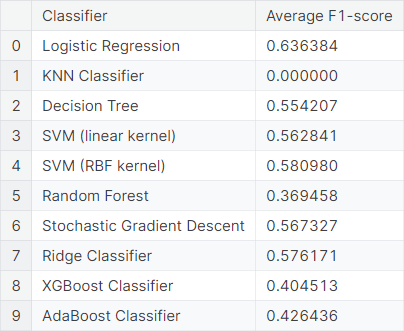 Classifier Average F1-score
0 Logistic Regression 0.636384
1 KNN Classifier 0.000000
2 Decision Tree 0.554207
3 SVM (linear kernel) 0.562841
4 SVM (RBF kernel) 0.580980
5 Random Forest 0.369458
6 Stochastic Gradient Descent 0.567327
7 Ridge Classifier 0.576171
8 XGBoost Classifier 0.404513
9 AdaBoost Classifier 0.426436